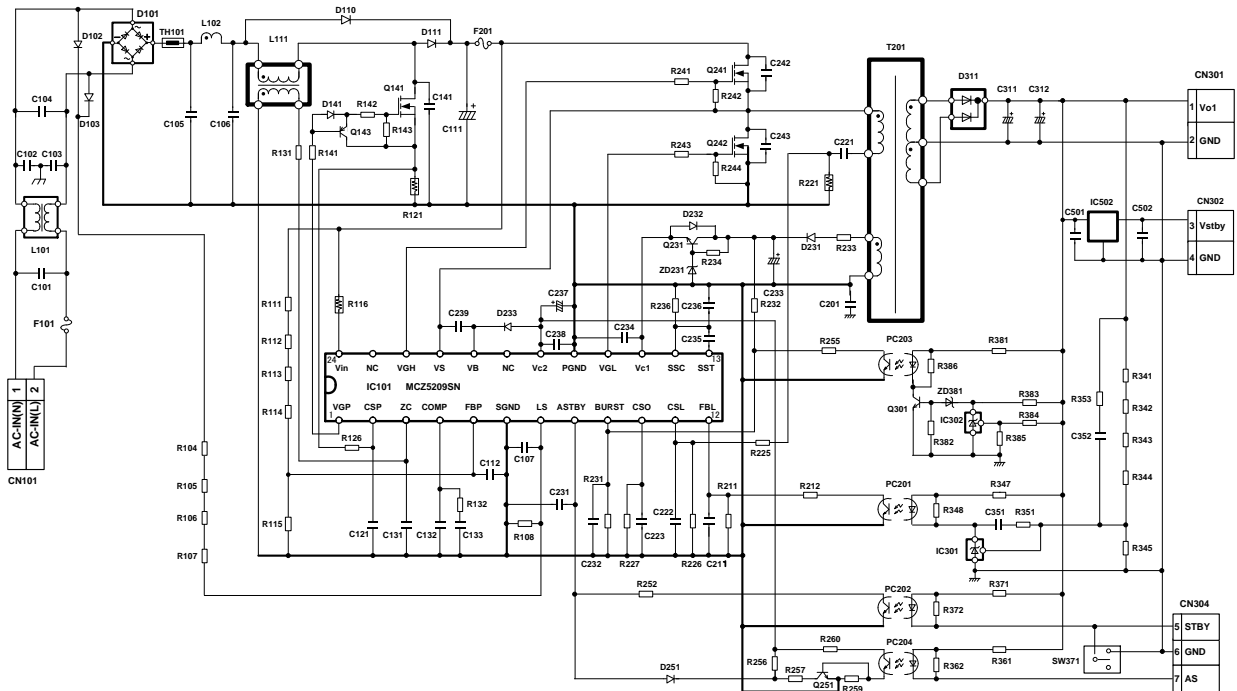 D101
D102
D103
TH101
L102
L111
D110
D111
F201
C104
C102
C103
L101
C101
F101
C105
C106
R131
R141
D141
R142
Q141
Q143
R143
C141
C111
R121
R241
Q241
R242
C242
R243
Q242
R244
C243
C221
R221
T201
D311
C311
C312
CN301
1 Vo1
2 GND
CN302
3 Vstby
4 GND
IC502
C501
C502
D232
Q231
R234
ZD231
D231
R233
C233
R232
C201
R236
C236
C235
R111
R112
R113
R114
R115
R116
C239
D233
C237
C238
C234
24
13
Vin
NC
VGH
VS
VB
NC
Vc2
PGND
VGL
Vc1
SSC
SST
IC101 MCZ5209SN
VGP
CSP
ZC
COMP
FBP
SGND
LS
ASTBY
BURST
CSO
CSL
FBL
1
12
1 AC-IN(N)
2 AC-IN(L)
CN101
R104
R105
R106
R107
R126
C107
C112
R132
C121
C131
C132
C133
R108
C231
R231
C232
R227
C223
C222
R226
R211
C211
R225
R255
PC203
R386
R381
Q301
ZD381
IC302
R382
R383
R384
R385
R353
C352
R341
R342
R343
R344
R345
R212
PC201
R348
R347
C351
R351
IC301
R252
PC202
R372
R371
D251
R256
R257
Q251
R259
R260
PC204
R362
R361
SW371
CN304
5 STBY
6 GND
7 AS